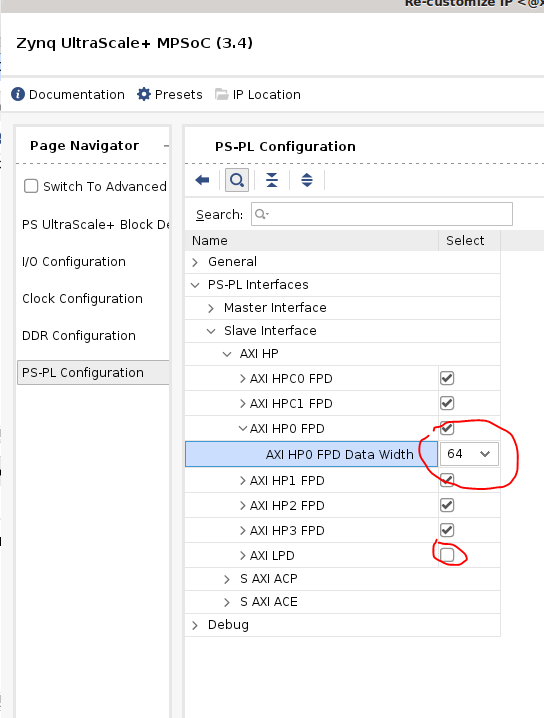 Re-customize IP <@x
Zynq UltraScale+ MPSoC (3.4)
Documentation Presets IP Location
Page Navigator
Switch To Advanced
PS UltraScale+ Block De
I/O Configuration
Clock Configuration
DDR Configuration
PS-PL Configuration
PS-PL Configuration
Search:
Name Select
General
PS-PL Interfaces
Master Interface
Slave Interface
AXI HP
AXI HPC0 FPD
AXI HPC1 FPD
AXI HP0 FPD
AXI HP0 FPD Data Width 64
AXI HP1 FPD
AXI HP2 FPD
AXI HP3 FPD
AXI LPD
S AXI ACP
S AXI ACE
Debug